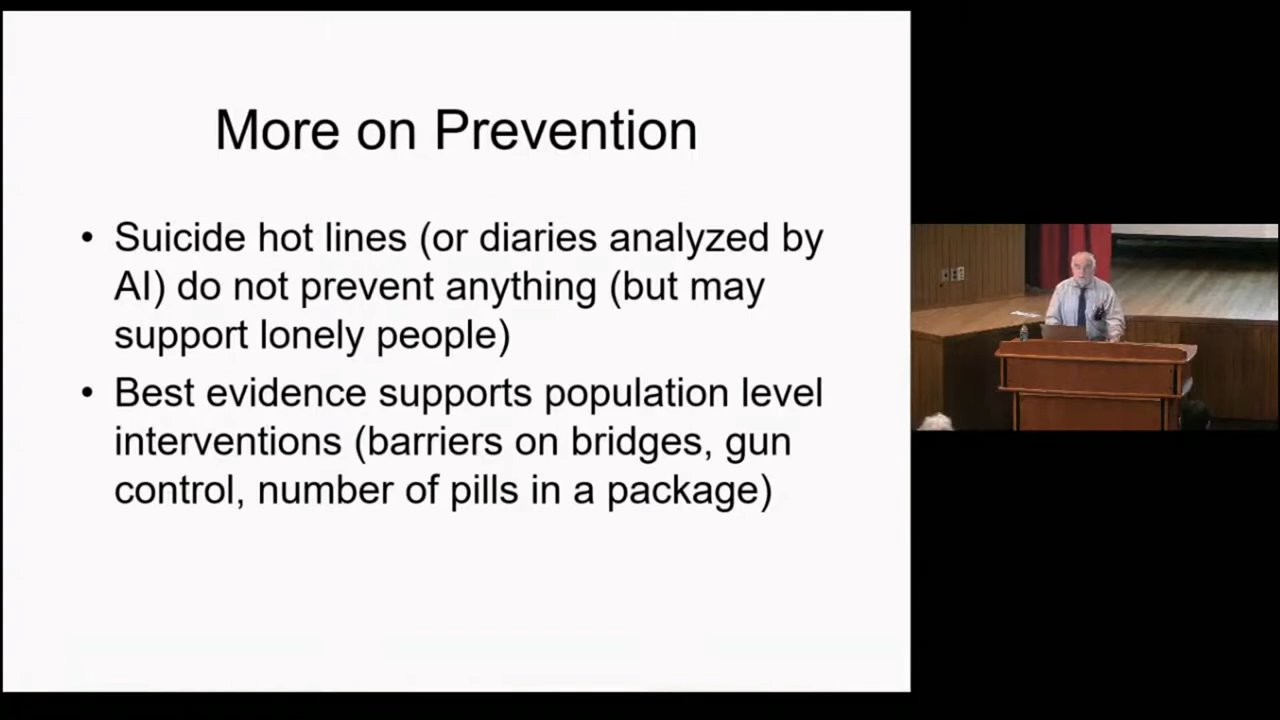 More on Prevention
• Suicide hot lines (or diaries analyzed by
AI) do not prevent anything (but may
support lonely people)
• Best evidence supports population level
interventions (barriers on bridges, gun
control, number of pills in a package)